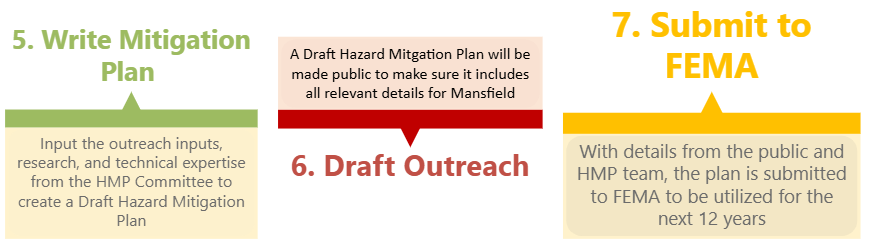 5. Write Mitigation
Plan
Input the outreach inputs,
research, and technical expertise
from the HMP Committee to
create a Draft Hazard Mitigation
Plan
A Draft Hazard Mitgation Plan will be
made public to make sure it includes
all relevant details for Mansfield
6. Draft Outreach
7. Submit to
FEMA
With details from the public and
HMP team, the plan is submitted
to FEMA to be utilized for the
next 12 years